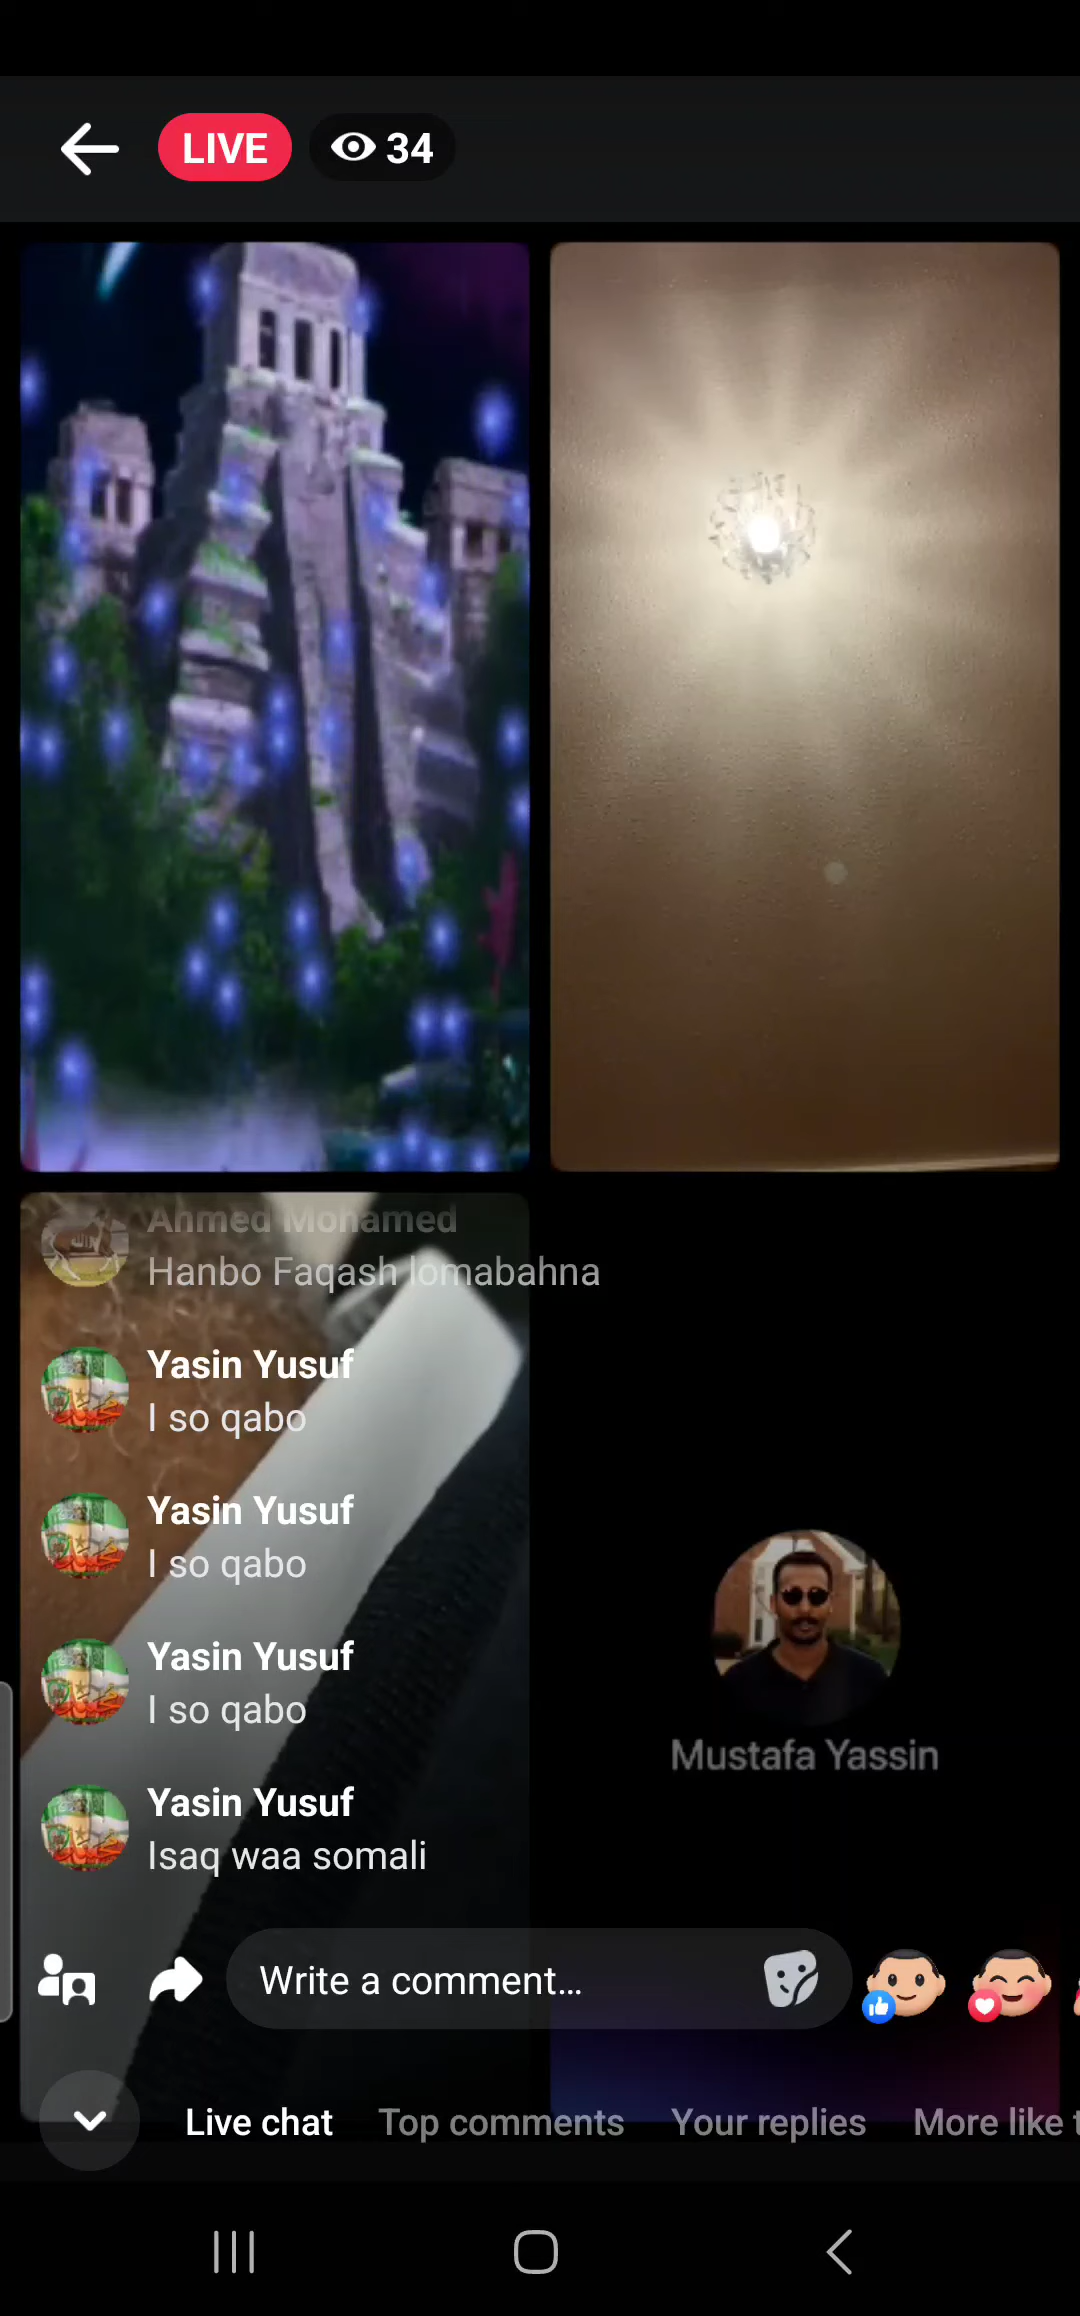 LIVE
34
Ahmed Mohamed
Hanbo Faqash lomabahna
Yasin Yusuf
I so qabo
Yasin Yusuf
I so qabo
Yasin Yusuf
I so qabo
Yasin Yusuf
Isaq waa somali
Mustafa Yassin
Write a comment...
Live chat
Top comments
Your replies
More like